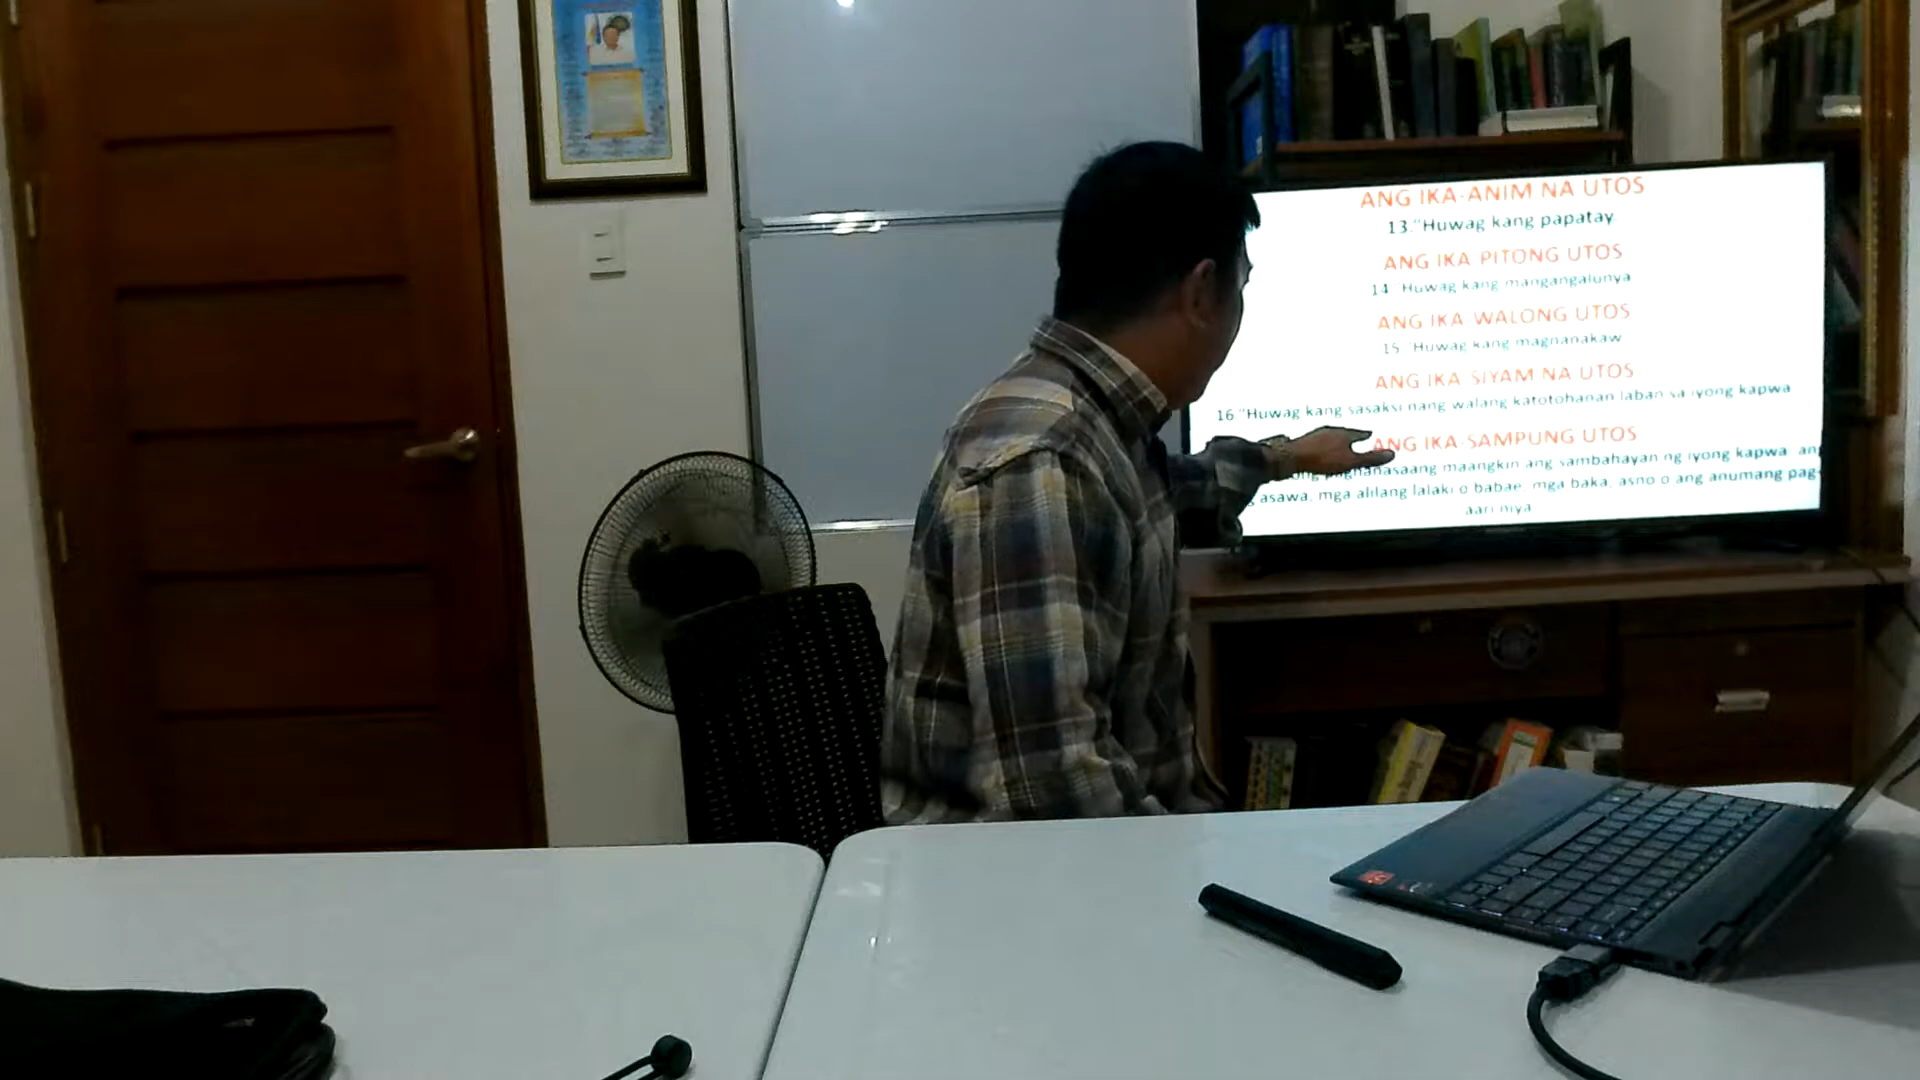 ANG IKA-ANIM NA UTOS
13."Huwag kang papatay
ANG IKA PITONG UTOS
14 "Huwag kang mangangalunya
ANG IKA WALONG UTOS
15 "Huwag kang magnanakaw
ANG IKA SIYAM NA UTOS
16."Huwag kang sasaksi nang walang katotohanan laban sa iyong kapwa
ANG IKA-SAMPUNG UTOS
maangkin ang sambahayan ng iyong kapwa. ang
asawa, mga alilang lalaki o babae, mga baka, asno o ang anumang pag-
aari niya